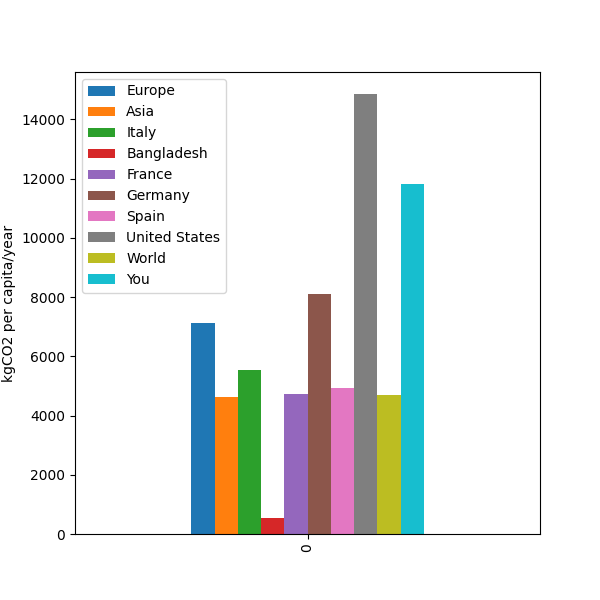 Europe
Asia
Italy
Bangladesh
France
Germany
Spain
United States
World
You
kgCO2 per capita/year
14000
12000
10000
8000
6000
4000
2000
0
0